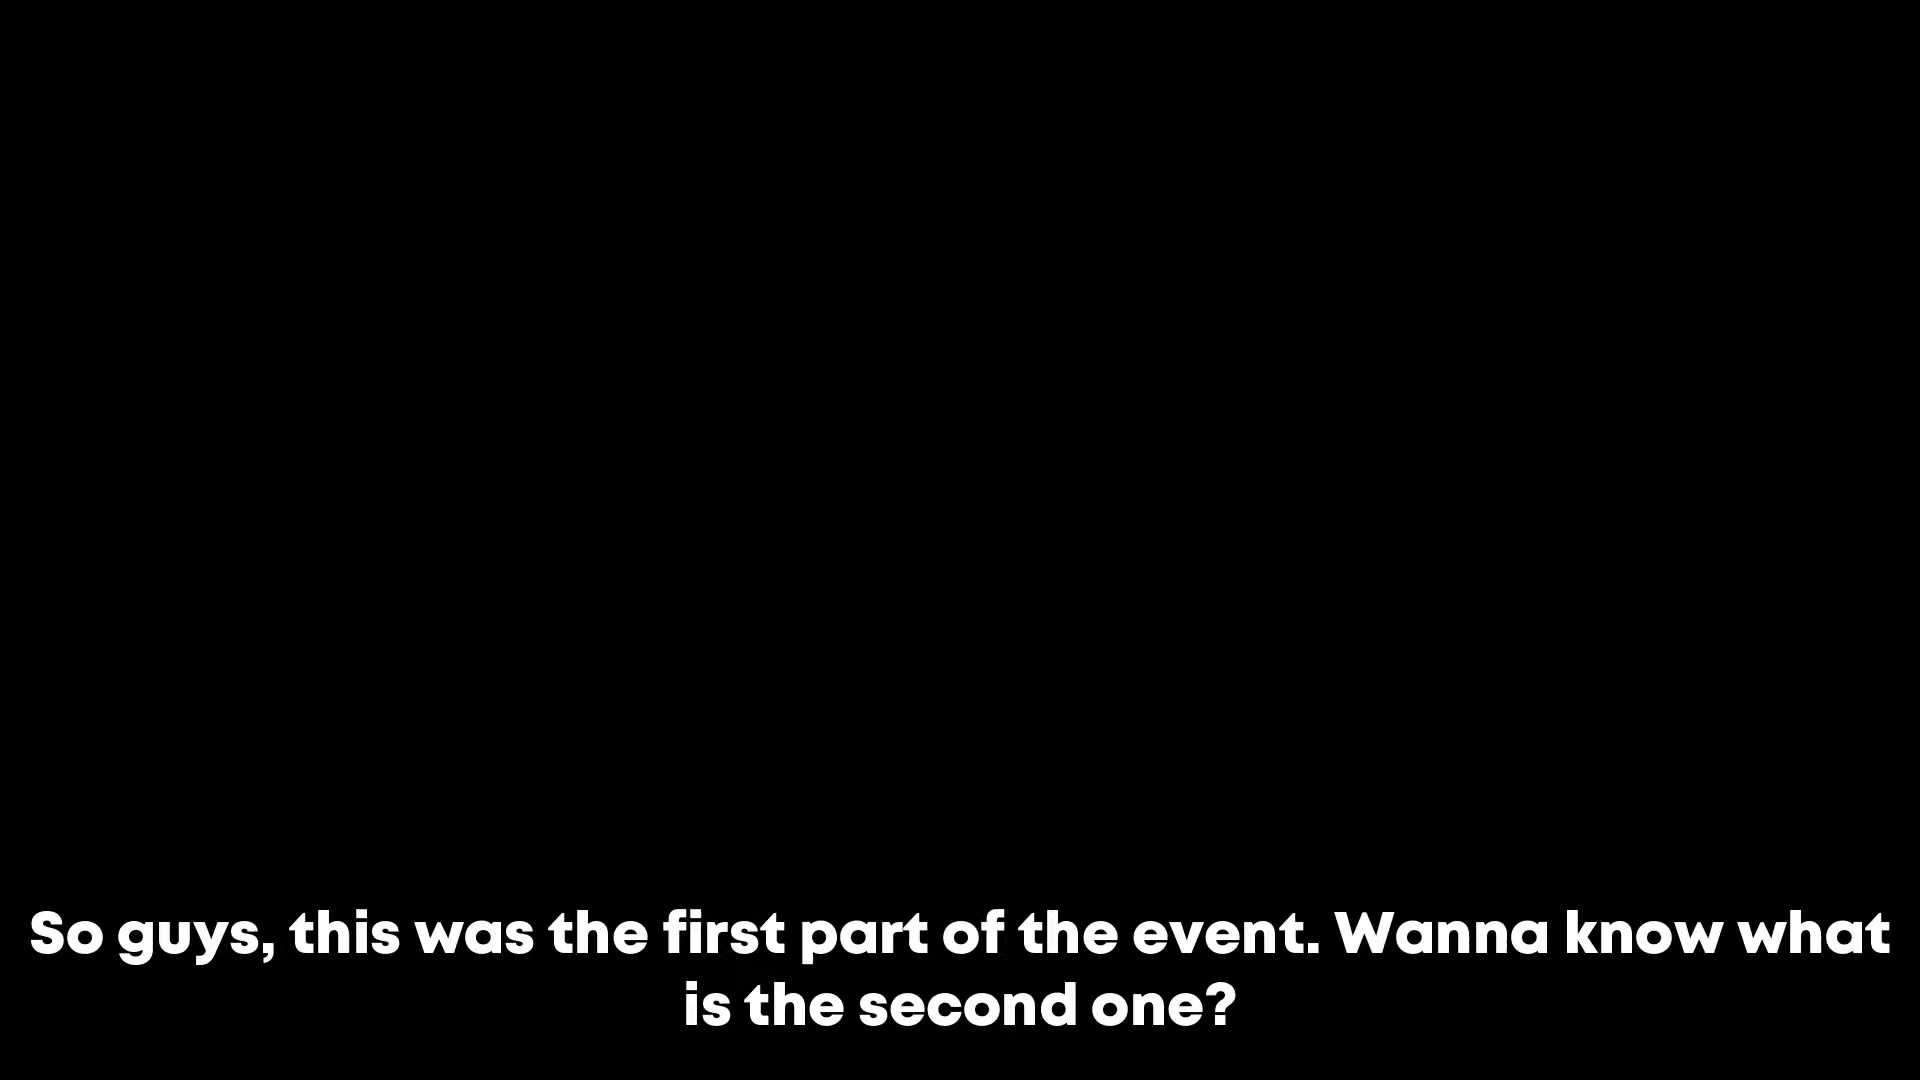 So guys, this was the first part of the event. Wanna know what
is the second one?